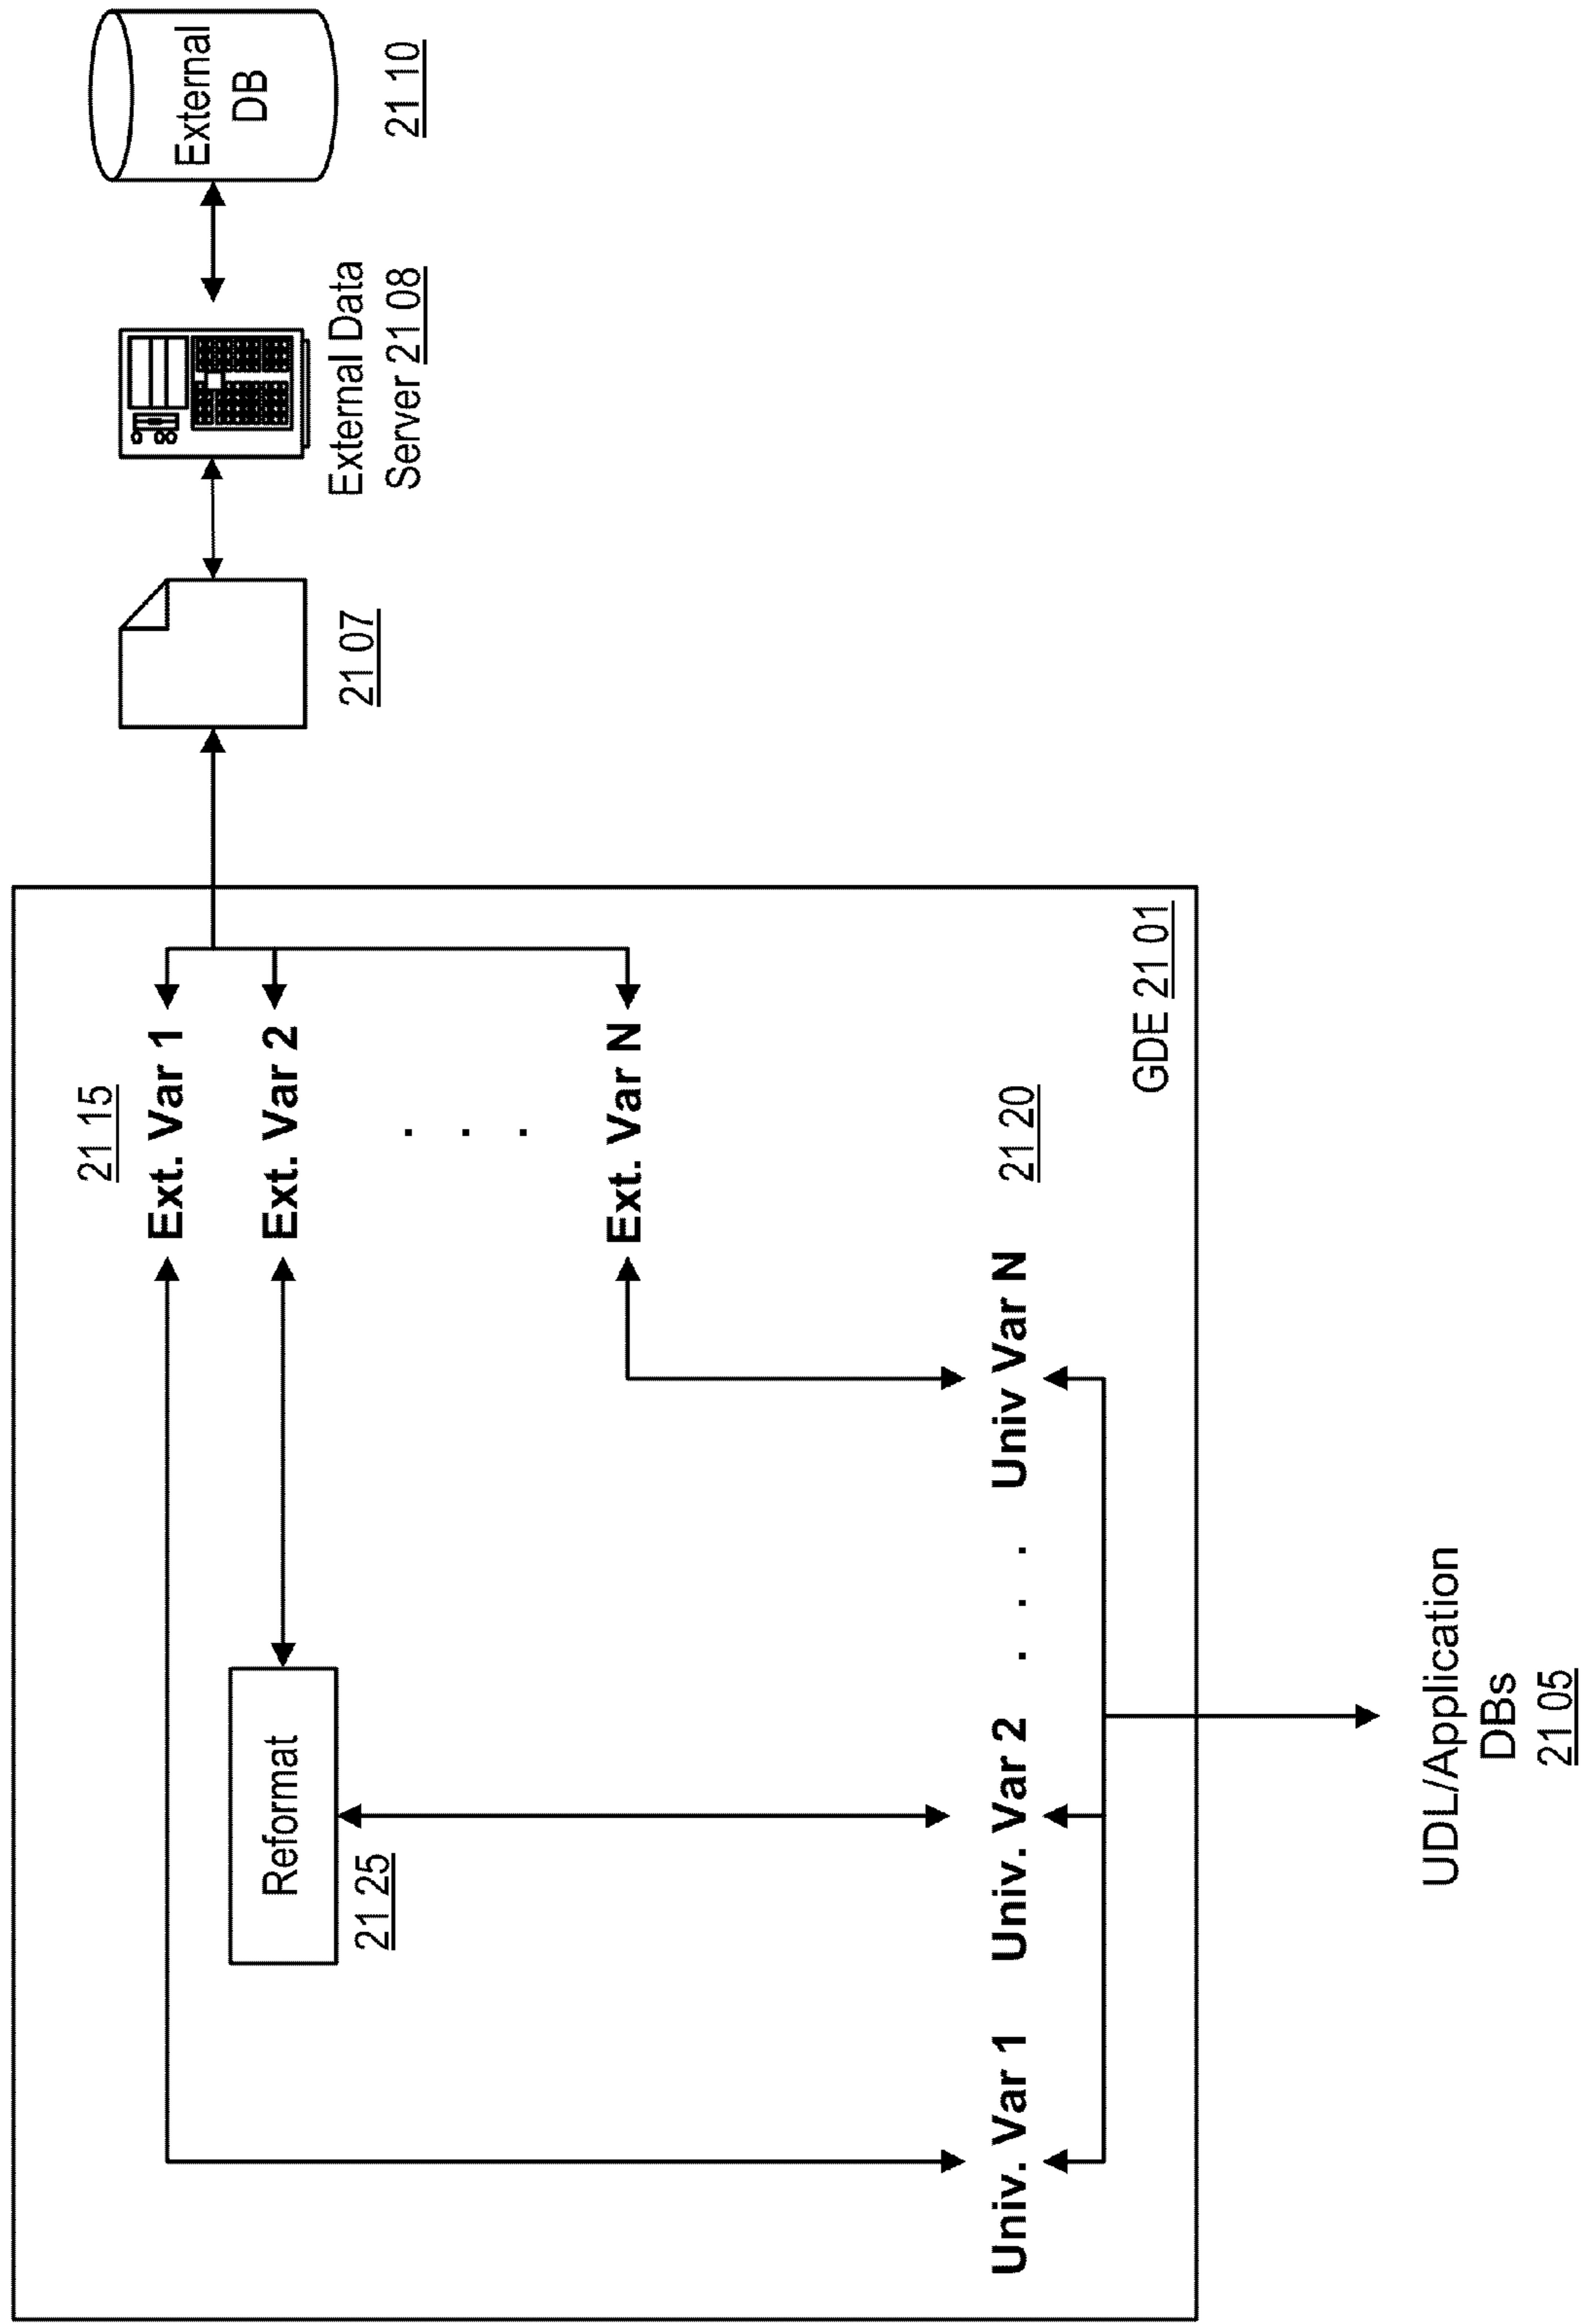 External
DB
21 10
External Data
Server 21 08
21 07
21 15
Ext. Var 1
Ext. Var 2
. . .
Ext. Var N
Reformat
21 25
21 20
Univ. Var 1 Univ. Var 2 . . . Univ Var N
GDE 21 01
UDL/Application
DBs
21 05